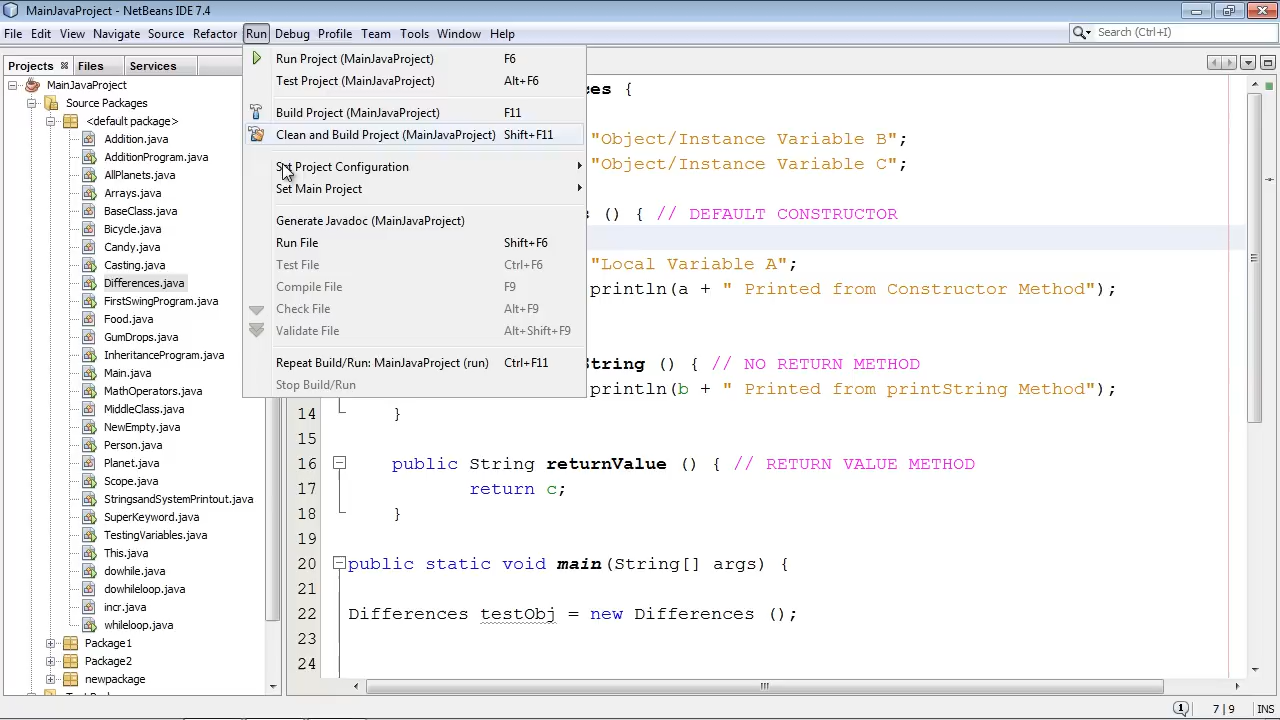 MainJavaProject - NetBeans IDE 7.4
File Edit View Navigate Source Refactor Run Debug Profile Team Tools Window Help
Search (Ctrl+I)
Projects Files Services
MainJavaProject
Source Packages
<default package>
Addition.java
AdditionProgram.java
AllPlanets.java
Arrays.java
BaseClass.java
Bicycle.java
Candy.java
Casting.java
Differences.java
FirstSwingProgram.java
Food.java
GumDrops.java
InheritanceProgram.java
Main.java
MathOperators.java
MiddleClass.java
NewEmpty.java
Person.java
Planet.java
Scope.java
StringsandSystemPrintout.java
SuperKeyword.java
TestingVariables.java
This.java
dowhile.java
dowhileloop.java
incr.java
whileloop.java
Package1
Package2
newpackage
Run Project (MainJavaProject) F6
Test Project (MainJavaProject) Alt+F6
Build Project (MainJavaProject) F11
Clean and Build Project (MainJavaProject) Shift+F11
Set Project Configuration
Set Main Project
Generate Javadoc (MainJavaProject)
Run File Shift+F6
Test File Ctrl+F6
Compile File F9
Check File Alt+F9
Validate File Alt+Shift+F9
Repeat Build/Run: MainJavaProject (run) Ctrl+F11
Stop Build/Run
es {
"Object/Instance Variable B";
"Object/Instance Variable C";
s () { // DEFAULT CONSTRUCTOR
"Local Variable A";
println(a + " Printed from Constructor Method");
String () { // NO RETURN METHOD
println(b + " Printed from printString Method");
14 }
15
16 public String returnValue () { // RETURN VALUE METHOD
17 return c;
18 }
19
20 public static void main(String[] args) {
21
22 Differences testObj = new Differences ();
23
24
7|9 INS